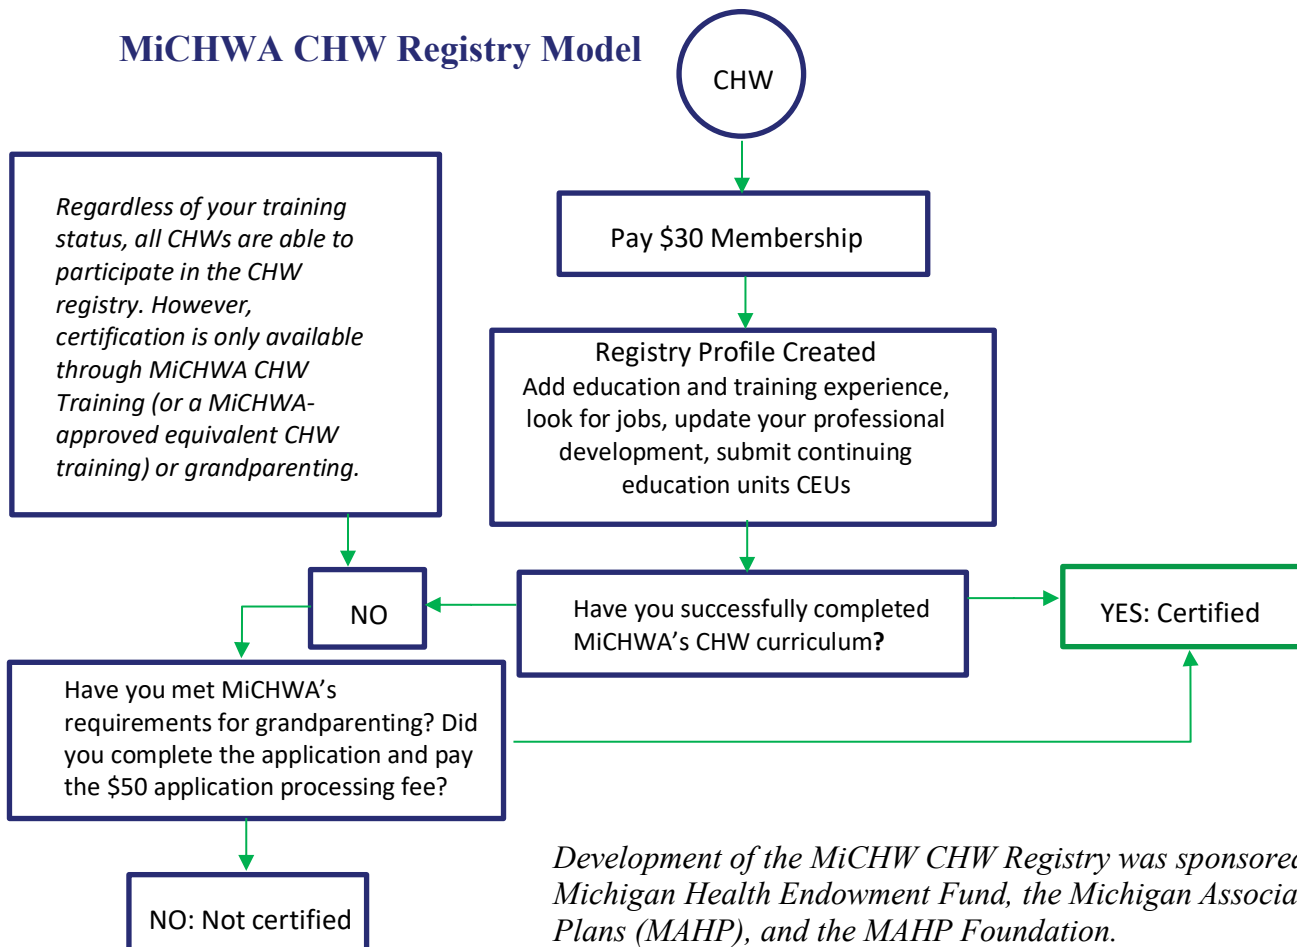 MiCHWA CHW Registry Model
CHW
Regardless of your training
status, all CHWs are able to
participate in the CHW
registry. However,
certification is only available
through MiCHWA CHW
Training (or a MiCHWA-
approved equivalent CHW
training) or grandparenting.
Pay $30 Membership
Registry Profile Created
Add education and training experience,
look for jobs, update your professional
development, submit continuing
education units CEUs
NO
Have you successfully completed
MiCHWA’s CHW curriculum?
YES: Certified
Have you met MiCHWA’s
requirements for grandparenting? Did
you complete the application and pay
the $50 application processing fee?
NO: Not certified
Development of the MiCHW CHW Registry was sponsored
Michigan Health Endowment Fund, the Michigan Associa
Plans (MAHP), and the MAHP Foundation.